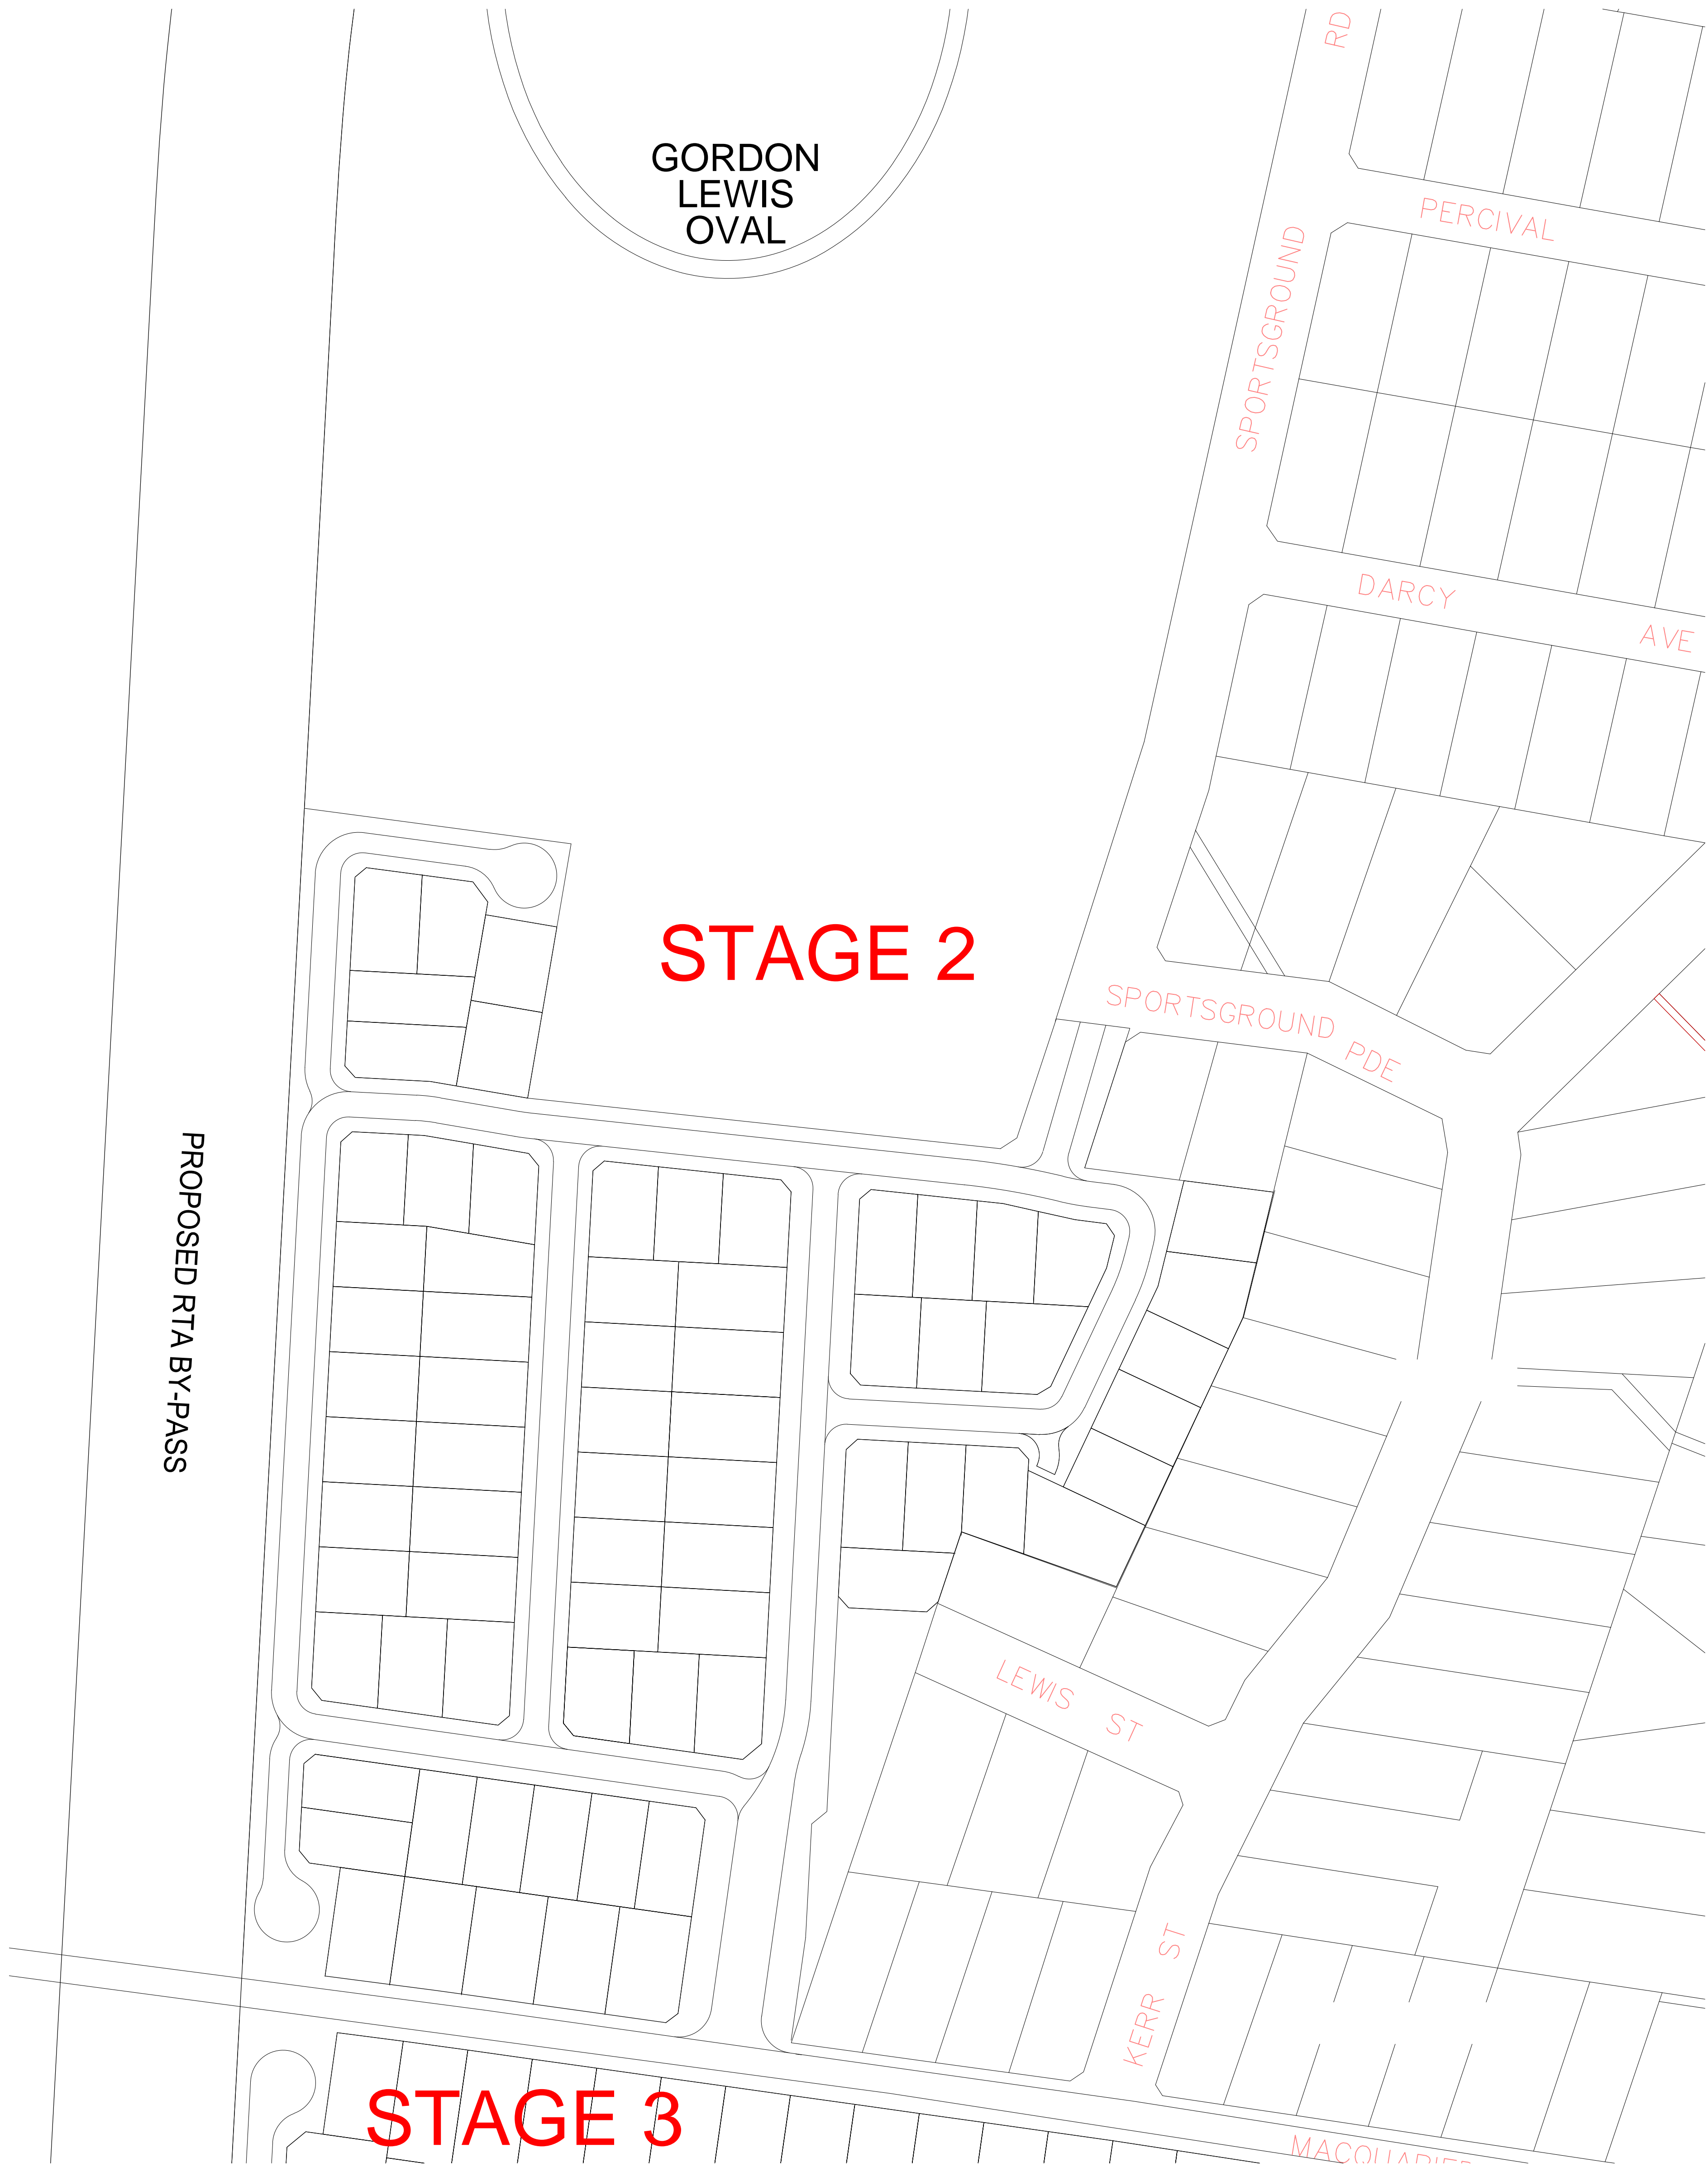 RD
GORDON
LEWIS
OVAL
PERCIVAL
SPORTSGROUND
DARCY
AVE
STAGE 2
SPORTSGROUND PDE
PROPOSED RTA BY-PASS
LEWIS ST
KERR ST
STAGE 3